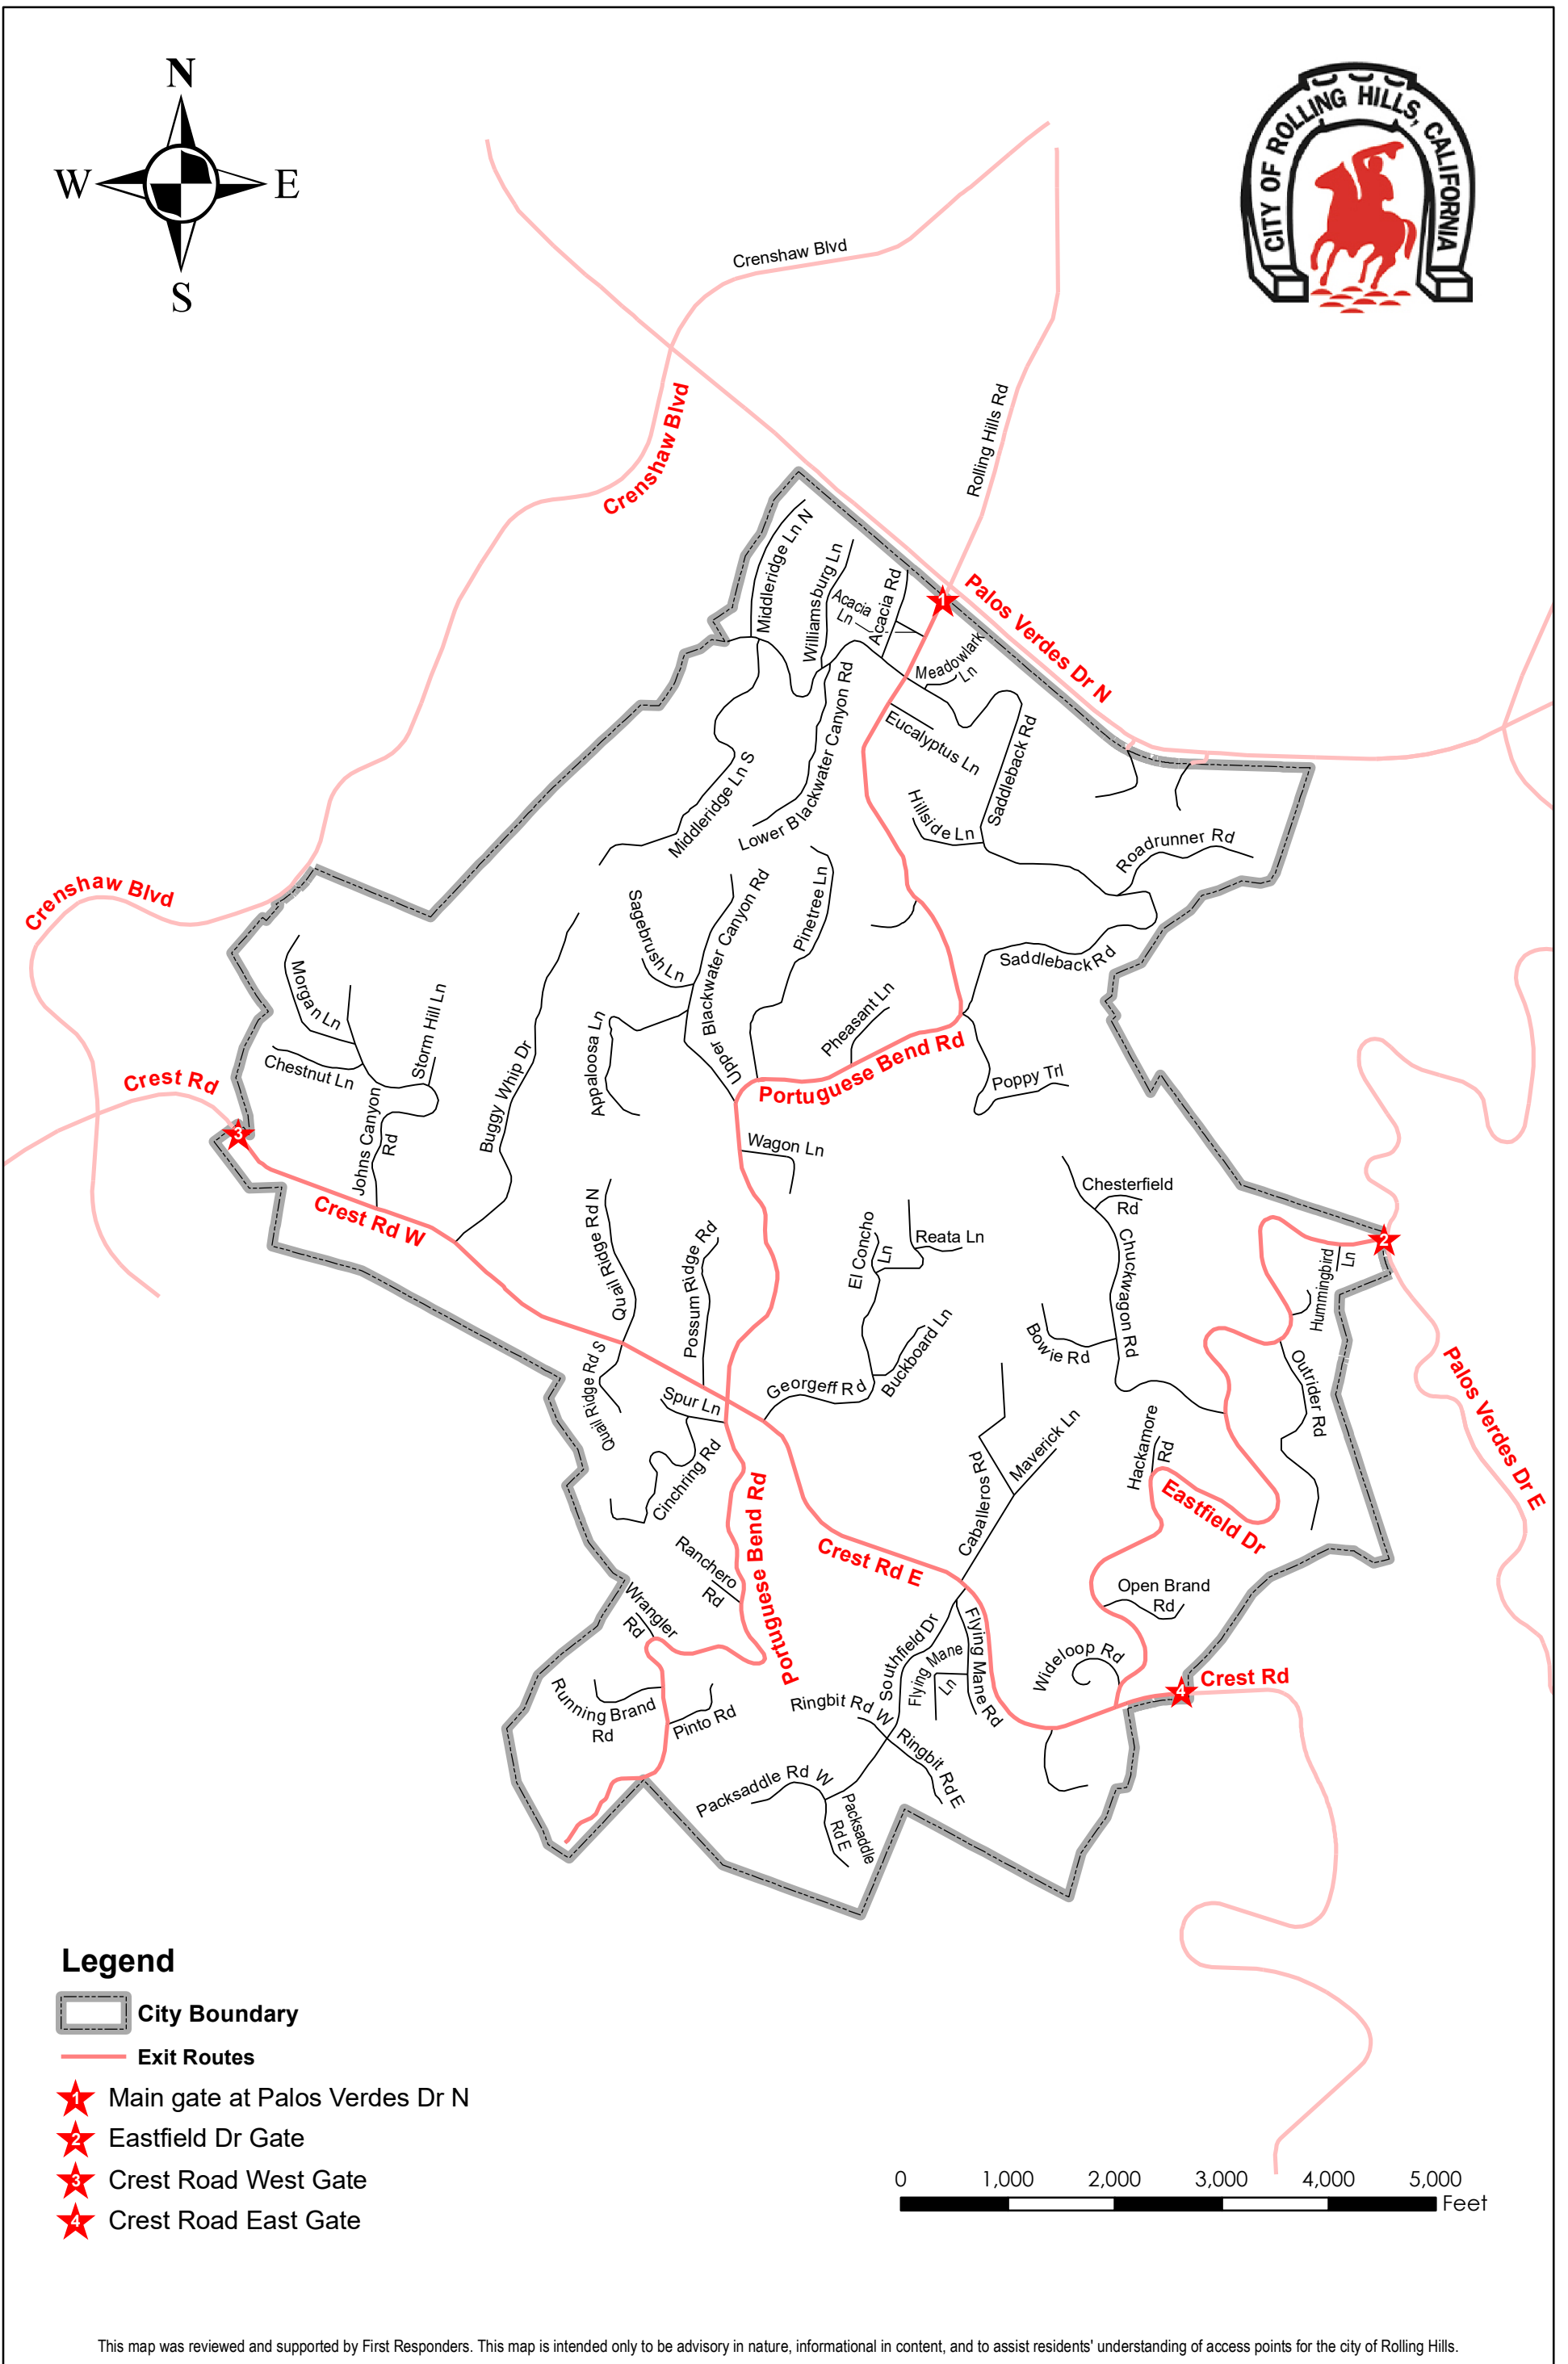 N
W
E
S
CITY OF ROLLING HILLS, CALIFORNIA
Crenshaw Blvd
Crenshaw Blvd
Rolling Hills Rd
Middleridge Ln N
Williamsburg Ln
Acacia
Ln
Acacia Rd
1
Palos Verdes Dr N
Meadowlark
Ln
Eucalyptus Ln
Saddleback Rd
Middleridge Ln S
Lower Blackwater Canyon Rd
Hillside Ln
Roadrunner Rd
Crenshaw Blvd
Sagebrush Ln
Upper Blackwater Canyon Rd
Pinetree Ln
Saddleback Rd
Morgan Ln
Storm Hill Ln
Chestnut Ln
Buggy Whip Dr
Appaloosa Ln
Pheasant Ln
Portuguese Bend Rd
Poppy Trl
Crest Rd
3
Johns Canyon
Rd
Wagon Ln
Crest Rd W
Quail Ridge Rd N
Possum Ridge Rd
El Concho
Ln
Reata Ln
Chesterfield
Rd
Chuckwagon Rd
2
Hummingbird
Ln
Bowie Rd
Buckboard Ln
Georgeff Rd
Quail Ridge Rd S
Spur Ln
Outrider Rd
Palos Verdes Dr E
Cinchring Rd
Caballeros Rd
Maverick Ln
Hackamore
Rd
Eastfield Dr
Portuguese Bend Rd
Crest Rd E
Ranchero
Rd
Wrangler
Rd
Open Brand
Rd
Southfield Dr
Flying Mane
Ln
Flying Mane Rd
Wideloop Rd
4
Crest Rd
Running Brand
Rd
Pinto Rd
Ringbit Rd W
Ringbit Rd E
Packsaddle Rd W
Packsaddle
Rd E
Legend
City Boundary
Exit Routes
1 Main gate at Palos Verdes Dr N
2 Eastfield Dr Gate
3 Crest Road West Gate
4 Crest Road East Gate
0 1,000 2,000 3,000 4,000 5,000
Feet
This map was reviewed and supported by First Responders. This map is intended only to be advisory in nature, informational in content, and to assist residents' understanding of access points for the city of Rolling Hills.